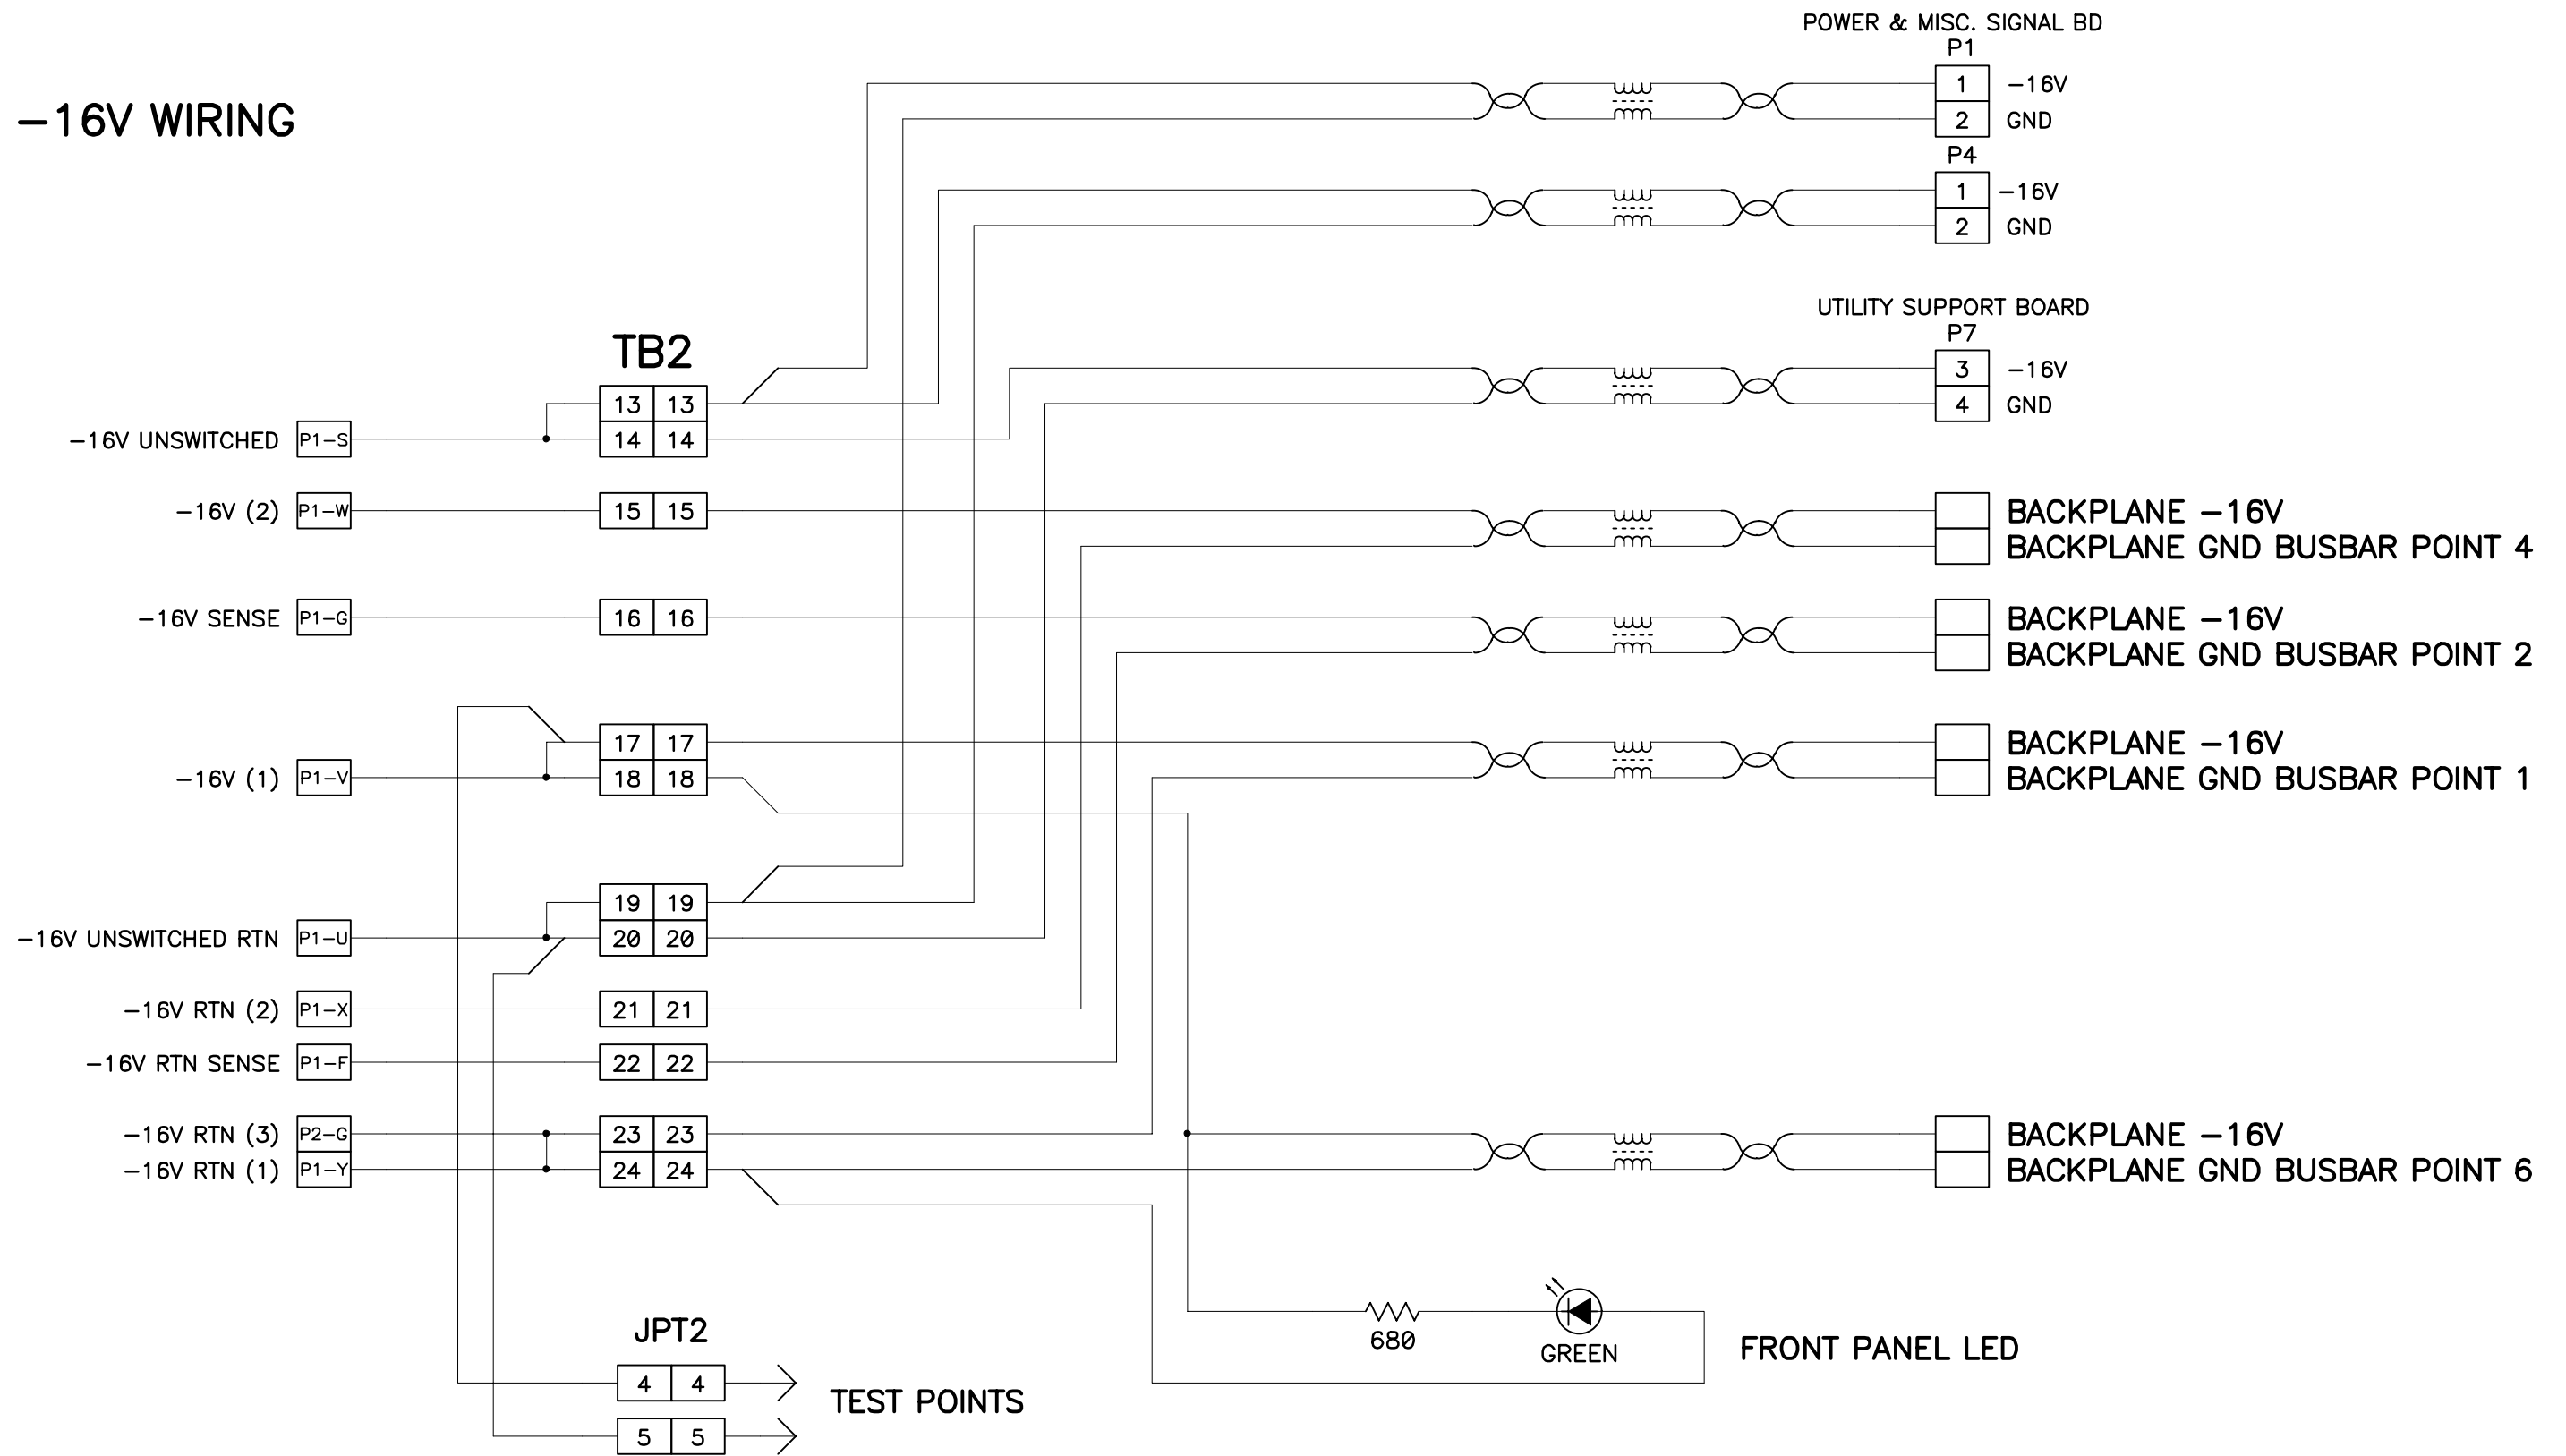 POWER & MISC. SIGNAL BD
P1
1 -16V
2 GND
-16V WIRING
P4
1 -16V
2 GND
UTILITY SUPPORT BOARD
P7
3 -16V
4 GND
TB2
13 13
-16V UNSWITCHED P1-S 14 14
-16V (2) P1-W 15 15 BACKPLANE -16V
BACKPLANE GND BUSBAR POINT 4
-16V SENSE P1-G 16 16 BACKPLANE -16V
BACKPLANE GND BUSBAR POINT 2
17 17 BACKPLANE -16V
-16V (1) P1-V 18 18 BACKPLANE GND BUSBAR POINT 1
19 19
-16V UNSWITCHED RTN P1-U 20 20
-16V RTN (2) P1-X 21 21
-16V RTN SENSE P1-F 22 22
-16V RTN (3) P2-G 23 23 BACKPLANE -16V
-16V RTN (1) P1-Y 24 24 BACKPLANE GND BUSBAR POINT 6
680
GREEN
FRONT PANEL LED
JPT2
4 4
TEST POINTS
5 5